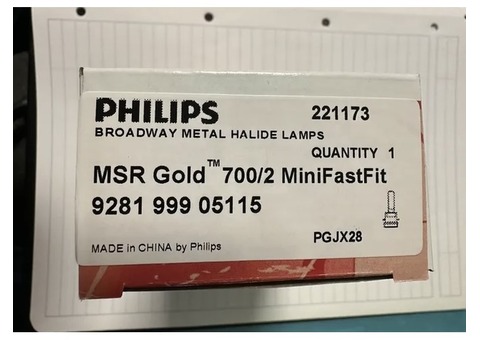 PHILIPS 221173
BROADWAY METAL HALIDE LAMPS
QUANTITY 1
MSR Gold™ 700/2 MiniFastFit
9281 999 05115
MADE in CHINA by Philips PGJX28